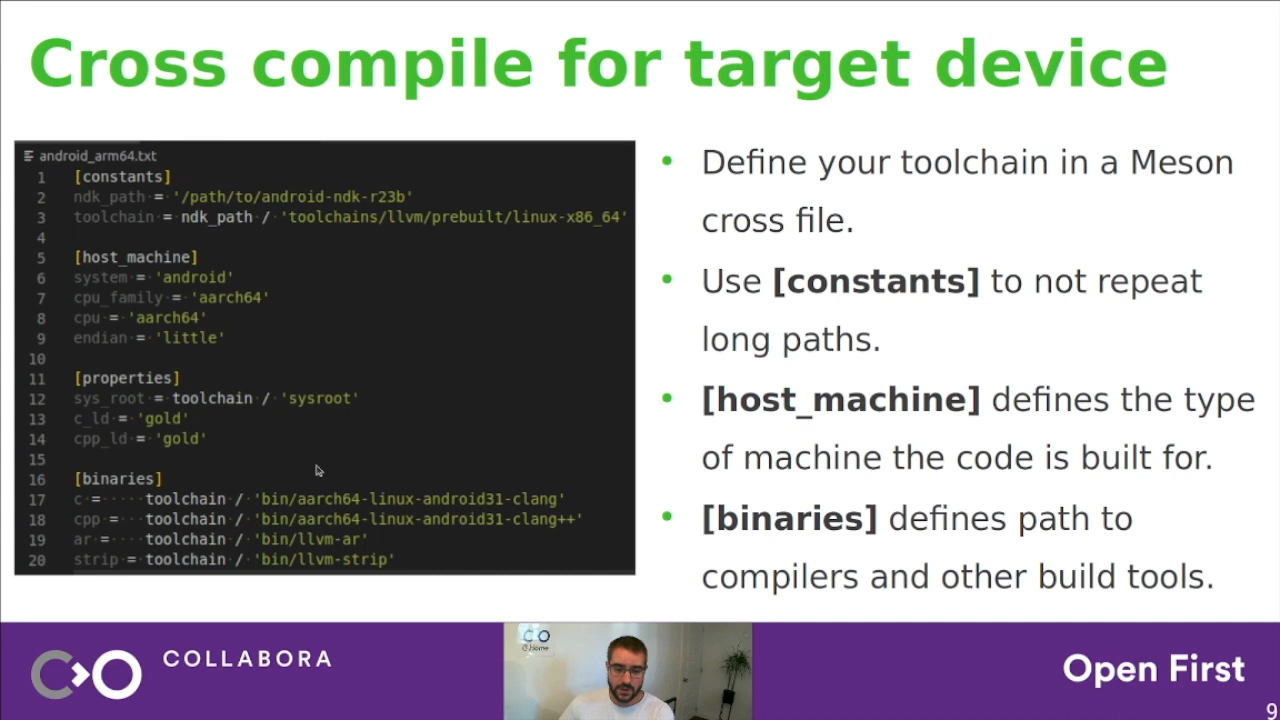 Cross compile for target device
android_arm64.txt
1 [constants]
2 ndk_path = '/path/to/android-ndk-r23b'
3 toolchain = ndk_path / 'toolchains/llvm/prebuilt/linux-x86_64'
4
5 [host_machine]
6 system = 'android'
7 cpu_family = 'aarch64'
8 cpu = 'aarch64'
9 endian = 'little'
10
11 [properties]
12 sys_root = toolchain / 'sysroot'
13 c_ld = 'gold'
14 cpp_ld = 'gold'
15
16 [binaries]
17 c = toolchain / 'bin/aarch64-linux-android31-clang'
18 cpp = toolchain / 'bin/aarch64-linux-android31-clang++'
19 ar = toolchain / 'bin/llvm-ar'
20 strip = toolchain / 'bin/llvm-strip'
• Define your toolchain in a Meson
cross file.
• Use [constants] to not repeat
long paths.
• [host_machine] defines the type
of machine the code is built for.
• [binaries] defines path to
compilers and other build tools.
COLLABORA
@Home
Open First
9